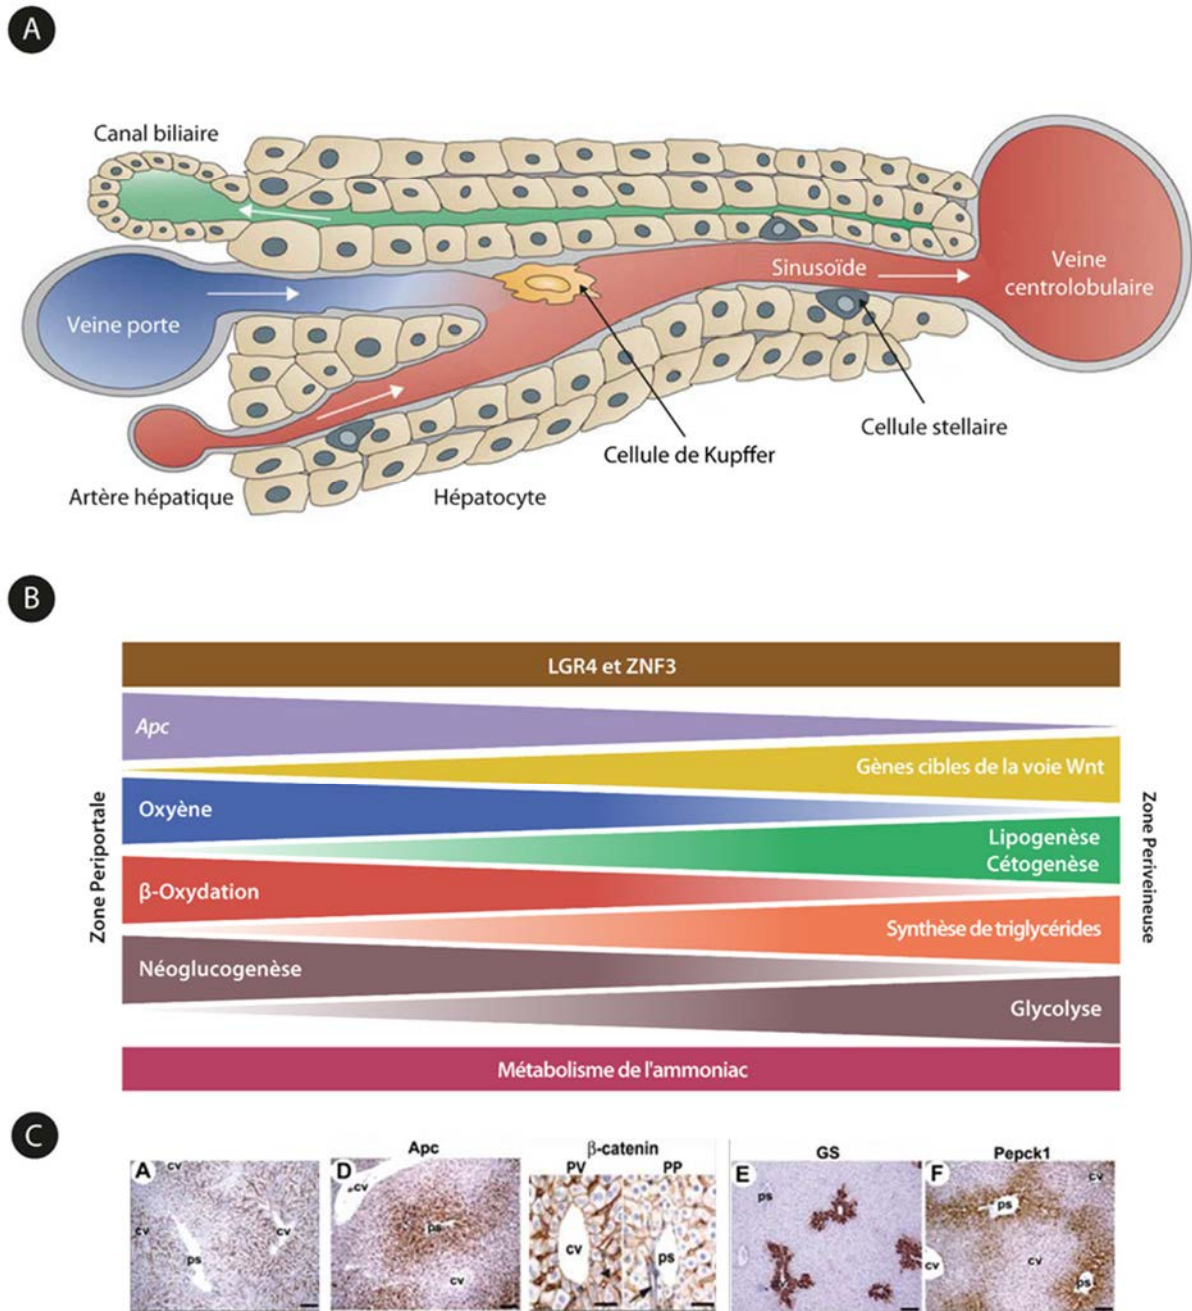 A
Canal biliaire
Veine porte
Sinusoïde
Veine
centrolobulaire
Cellule stellaire
Cellule de Kupffer
Artère hépatique
Hépatocyte
B
Zone Periportale
LGR4 et ZNF3
Apc
Gènes cibles de la voie Wnt
Oxyène
Lipogenèse
Cétogenèse
β-Oxydation
Synthèse de triglycérides
Néoglucogenèse
Glycolyse
Métabolisme de l'ammoniac
Zone Periveineuse
C
Apc
β-catenin
PV
PP
GS
Pepck1
A
cv
cv
ps
D
cv
ps
cv
cv
ps
E
ps
F
cv
ps
cv
cv
ps